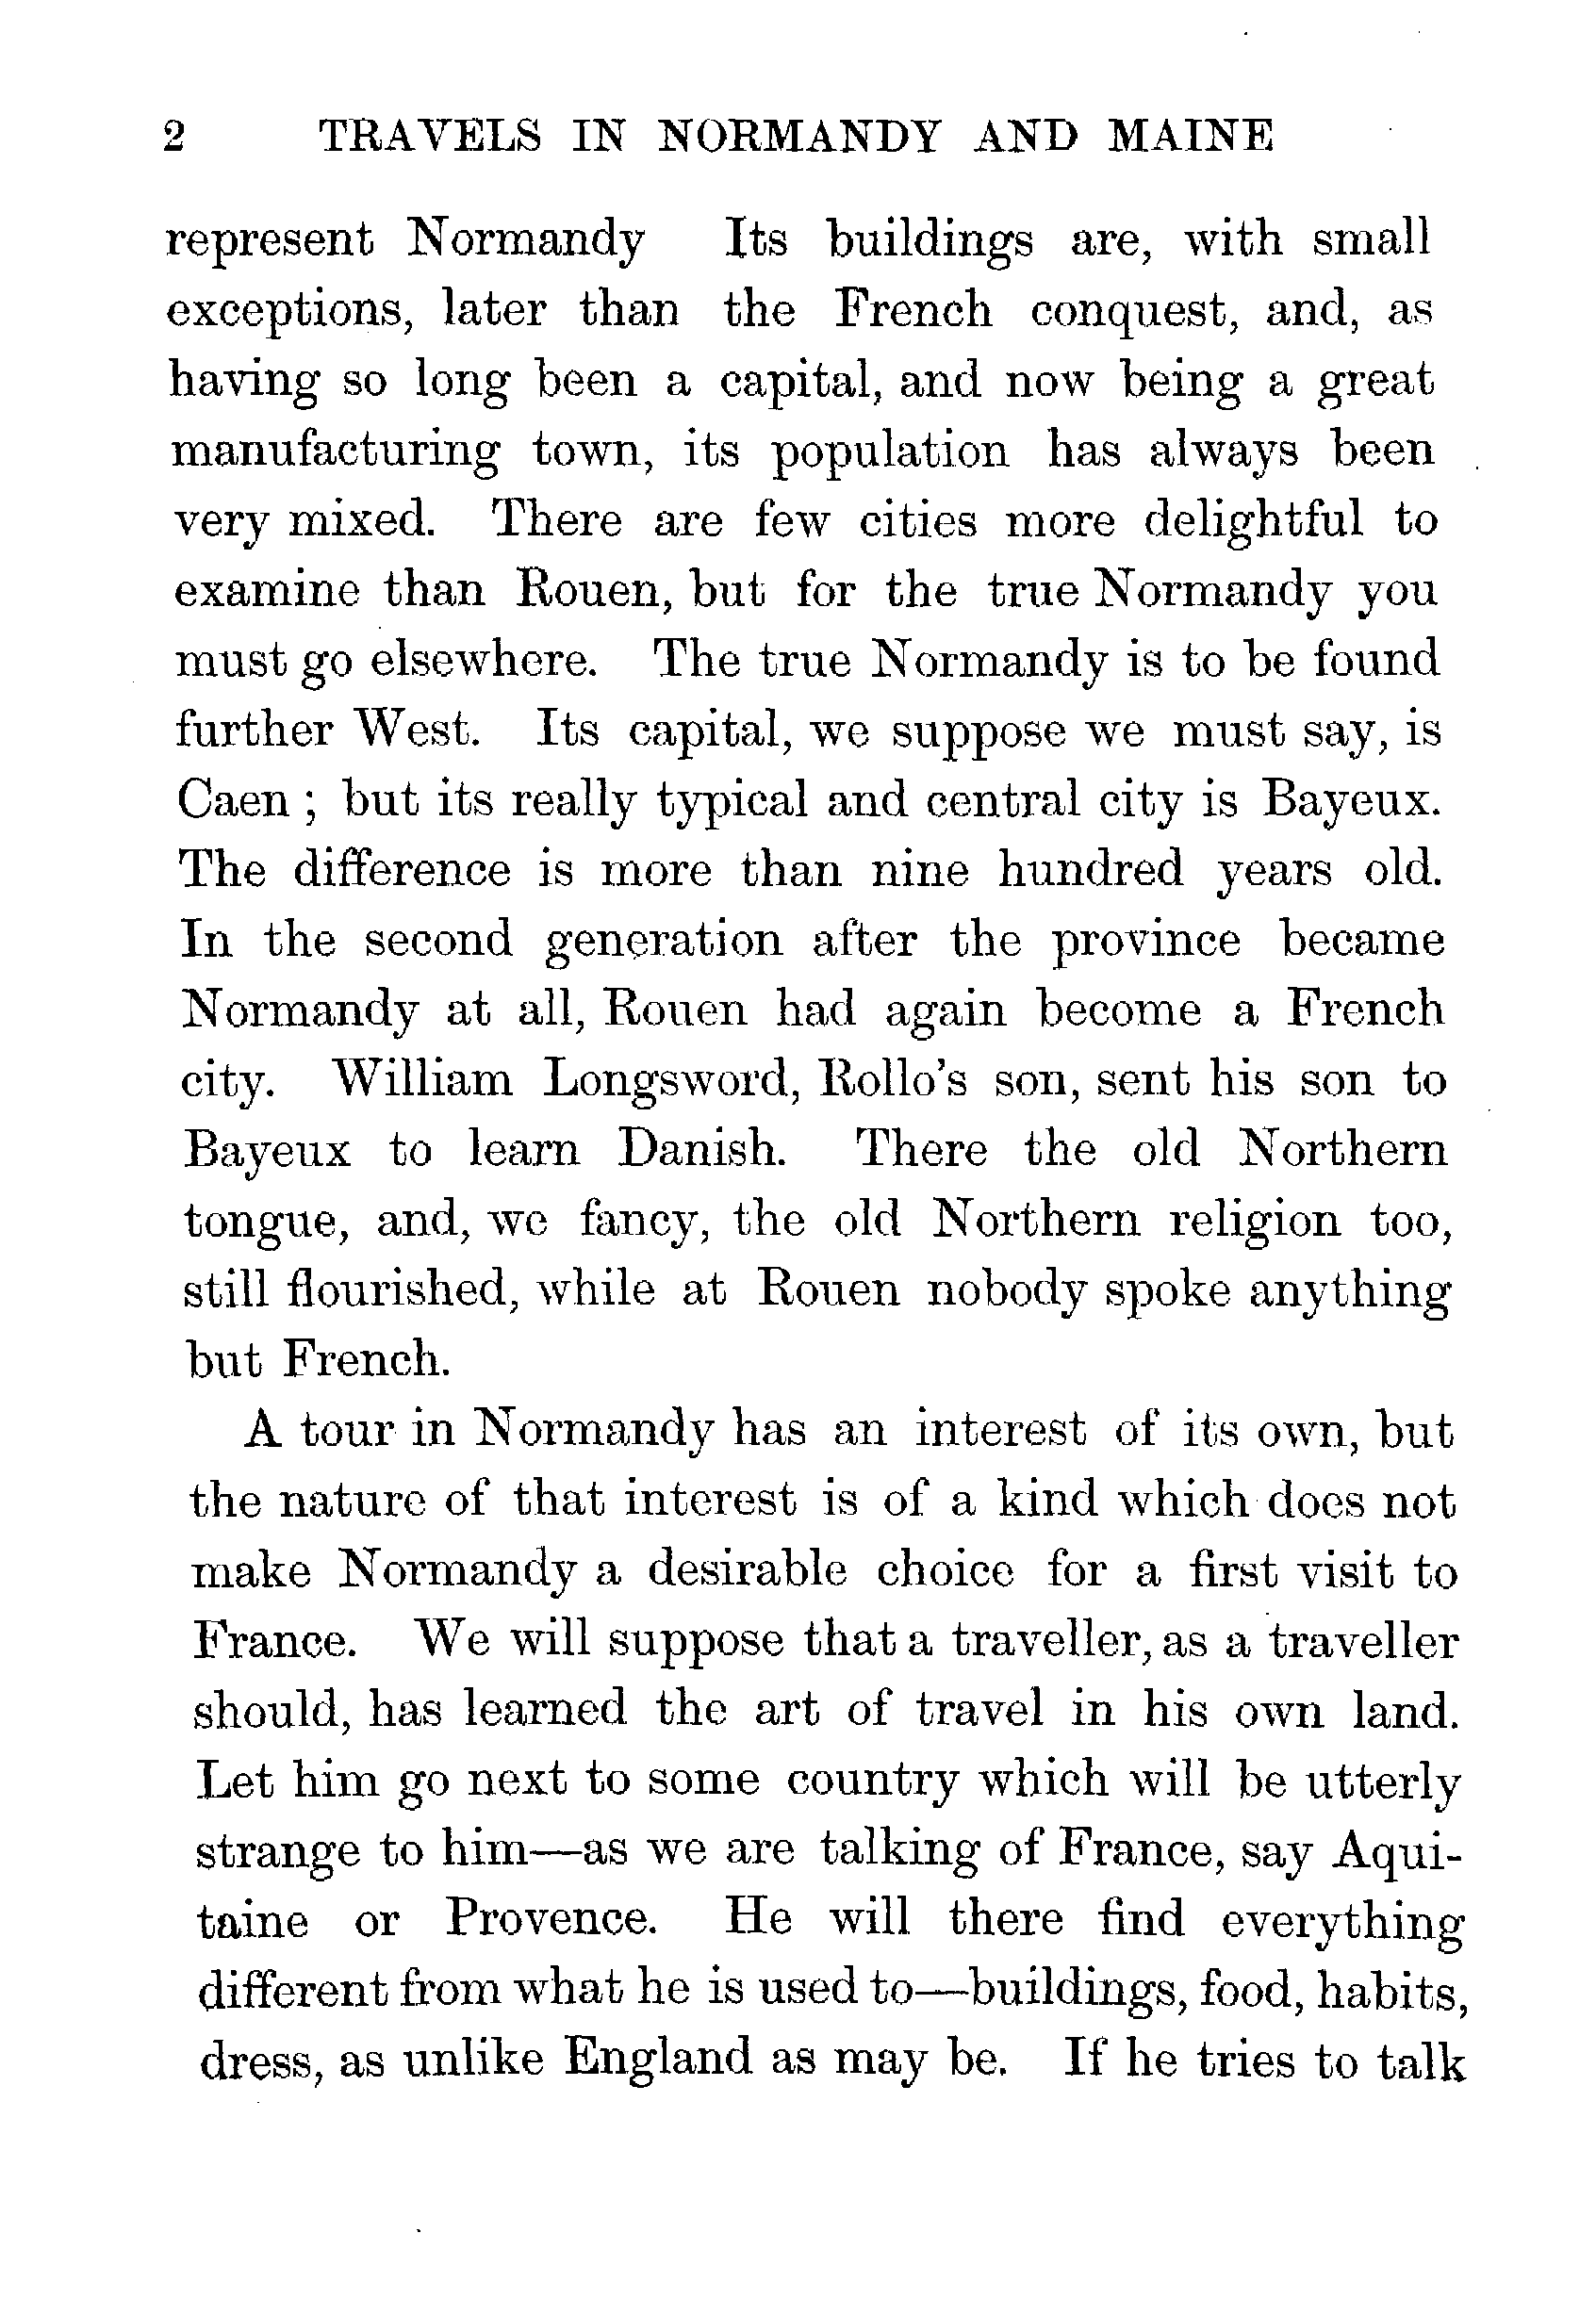 2 TRAVELS IN NORMANDY AND MAINE
represent Normandy Its buildings are, with small
exceptions, later than the French conquest, and, as
having so long been a capital, and now being a great
manufacturing town, its population has always been
very mixed. There are few cities more delightful to
examine than Rouen, but for the true Normandy you
must go elsewhere. The true Normandy is to be found
further West. Its capital, we suppose we must say, is
Caen ; but its really typical and central city is Bayeux.
The difference is more than nine hundred years old.
In the second generation after the province became
Normandy at all, Rouen had again become a French
city. William Longsword, Rollo's son, sent his son to
Bayeux to learn Danish. There the old Northern
tongue, and, we fancy, the old Northern religion too,
still flourished, while at Rouen nobody spoke anything
but French.
A tour in Normandy has an interest of its own, but
the nature of that interest is of a kind which does not
make Normandy a desirable choice for a first visit to
France. We will suppose that a traveller, as a traveller
should, has learned the art of travel in his own land.
Let him go next to some country which will be utterly
strange to him—as we are talking of France, say Aqui-
taine or Provence. He will there find everything
different from what he is used to—buildings, food, habits,
dress, as unlike England as may be. If he tries to talk